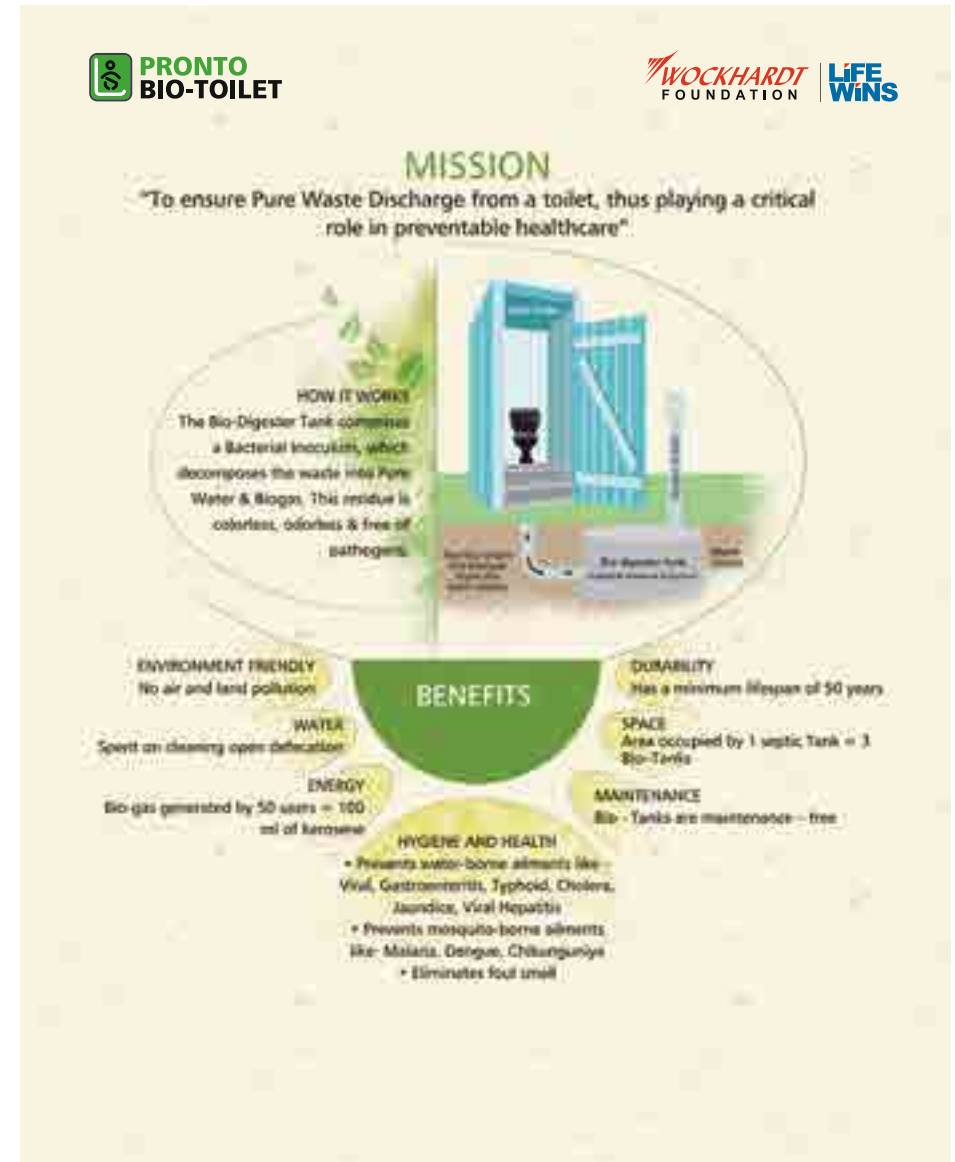 PRONTO
BIO-TOILET
WOCKHARDT
FOUNDATION
LiFE
WiNS
MISSION
"To ensure Pure Waste Discharge from a toilet, thus playing a critical
role in preventable healthcare"
HOW IT WORKS
The Bio-Digester Tank comprises
a Bacterial Inoculum, which
decomposes the waste into Pure
Water & Biogas. This residue is
colorless, odorless & free of
pathogens.
Bio digester Tank
BENEFITS
ENVIRONMENT FRIENDLY
No air and land pollution
WATER
Spent on cleaning open defecation
ENERGY
Bio-gas generated by 50 users = 100
ml of kerosene
HYGIENE AND HEALTH
• Prevents water-borne ailments like -
Viral, Gastroenteritis, Typhoid, Cholera,
Jaundice, Viral Hepatitis
• Prevents mosquito-borne ailments
like- Malaria, Dengue, Chikunguniye
• Eliminates foul smell
DURABILITY
Has a minimum lifespan of 50 years
SPACE
Area occupied by 1 septic Tank = 3
Bio-Tanks
MAINTENANCE
Bio - Tanks are maintenance - free